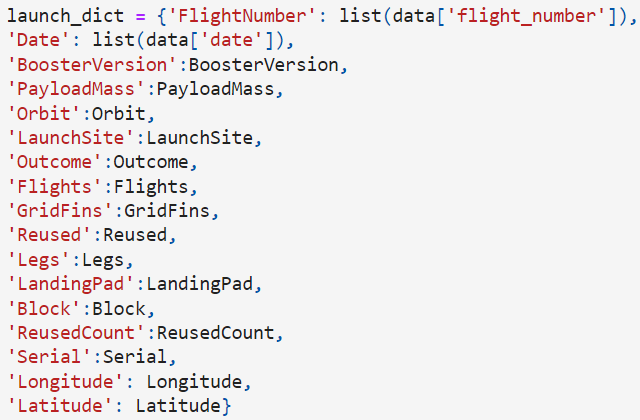 launch_dict = {'FlightNumber': list(data['flight_number']),
'Date': list(data['date']),
'BoosterVersion':BoosterVersion,
'PayloadMass':PayloadMass,
'Orbit':Orbit,
'LaunchSite':LaunchSite,
'Outcome':Outcome,
'Flights':Flights,
'GridFins':GridFins,
'Reused':Reused,
'Legs':Legs,
'LandingPad':LandingPad,
'Block':Block,
'ReusedCount':ReusedCount,
'Serial':Serial,
'Longitude': Longitude,
'Latitude': Latitude}